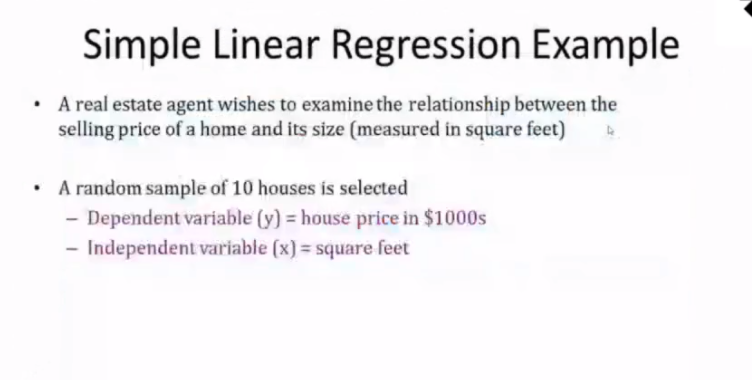 Simple Linear Regression Example
• A real estate agent wishes to examine the relationship between the
selling price of a home and its size (measured in square feet)
• A random sample of 10 houses is selected
– Dependent variable (y) = house price in $1000s
– Independent variable (x) = square feet